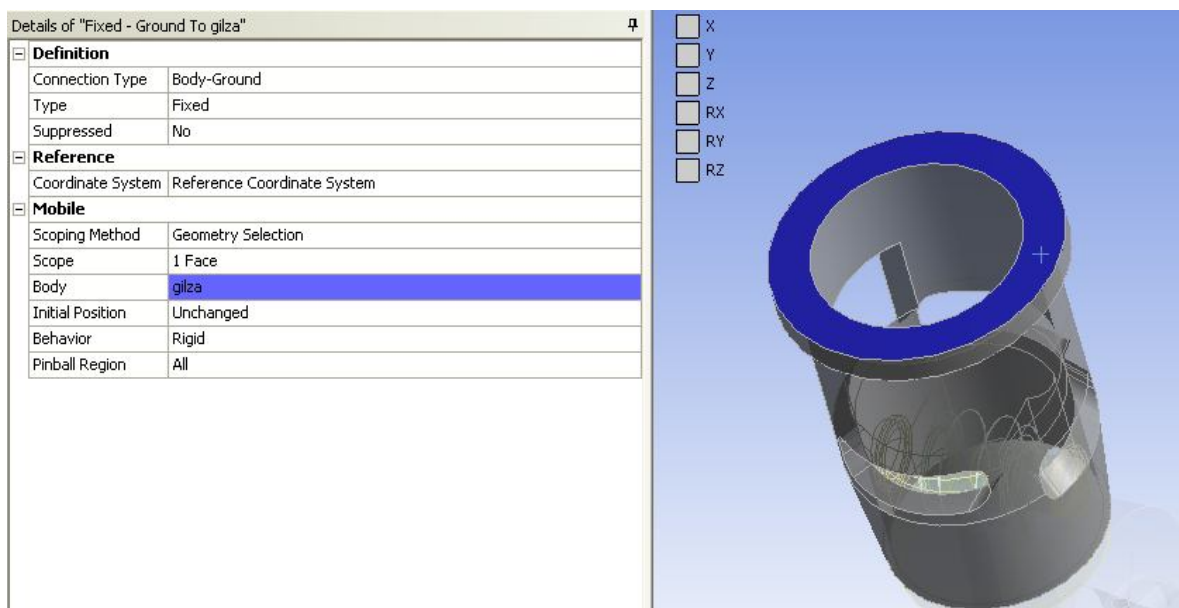 Details of "Fixed - Ground To gilza"
Definition
Connection Type Body-Ground
Type Fixed
Suppressed No
Reference
Coordinate System Reference Coordinate System
Mobile
Scoping Method Geometry Selection
Scope 1 Face
Body gilza
Initial Position Unchanged
Behavior Rigid
Pinball Region All
X
Y
Z
RX
RY
RZ